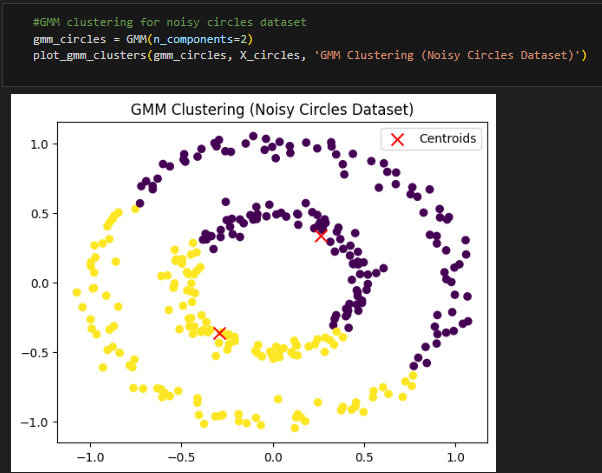 #GMM clustering for noisy circles dataset
gmm_circles = GMM(n_components=2)
plot_gmm_clusters(gmm_circles, X_circles, 'GMM Clustering (Noisy Circles Dataset)')
GMM Clustering (Noisy Circles Dataset)
Centroids
1.0
0.5
0.0
−0.5
−1.0
−1.0 −0.5 0.0 0.5 1.0